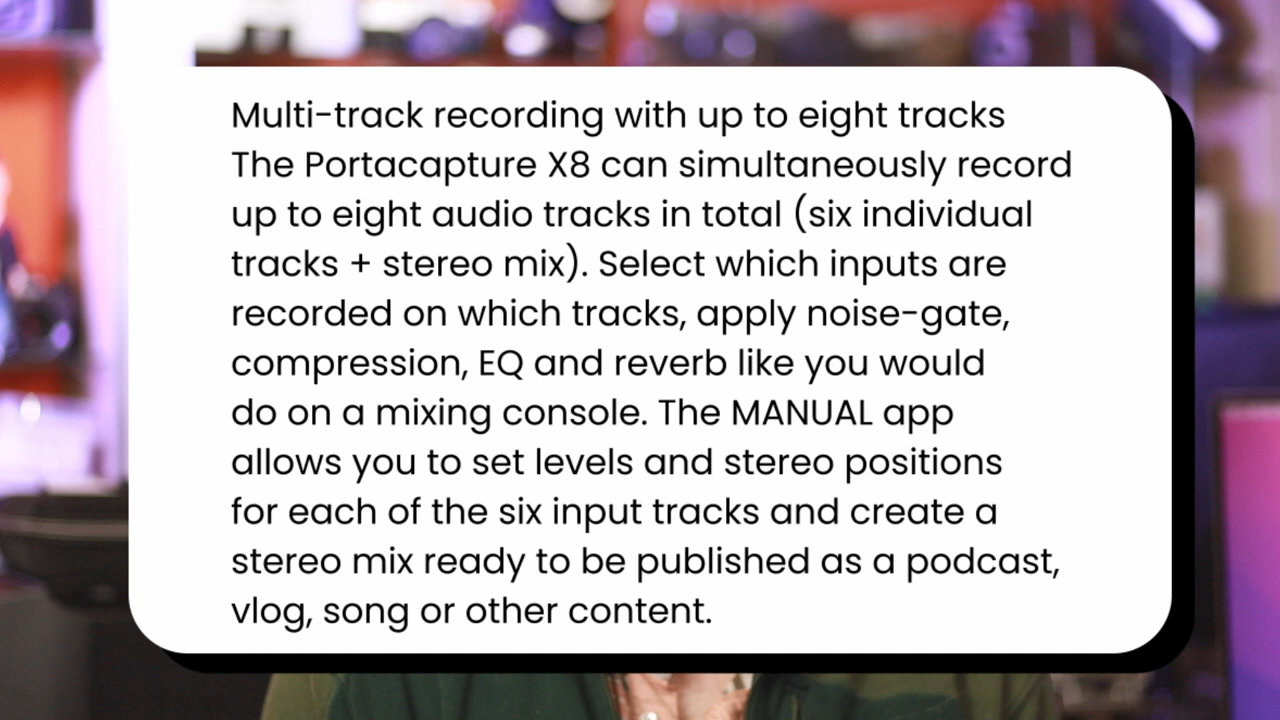 Multi-track recording with up to eight tracks
The Portacapture X8 can simultaneously record
up to eight audio tracks in total (six individual
tracks + stereo mix). Select which inputs are
recorded on which tracks, apply noise-gate,
compression, EQ and reverb like you would
do on a mixing console. The MANUAL app
allows you to set levels and stereo positions
for each of the six input tracks and create a
stereo mix ready to be published as a podcast,
vlog, song or other content.